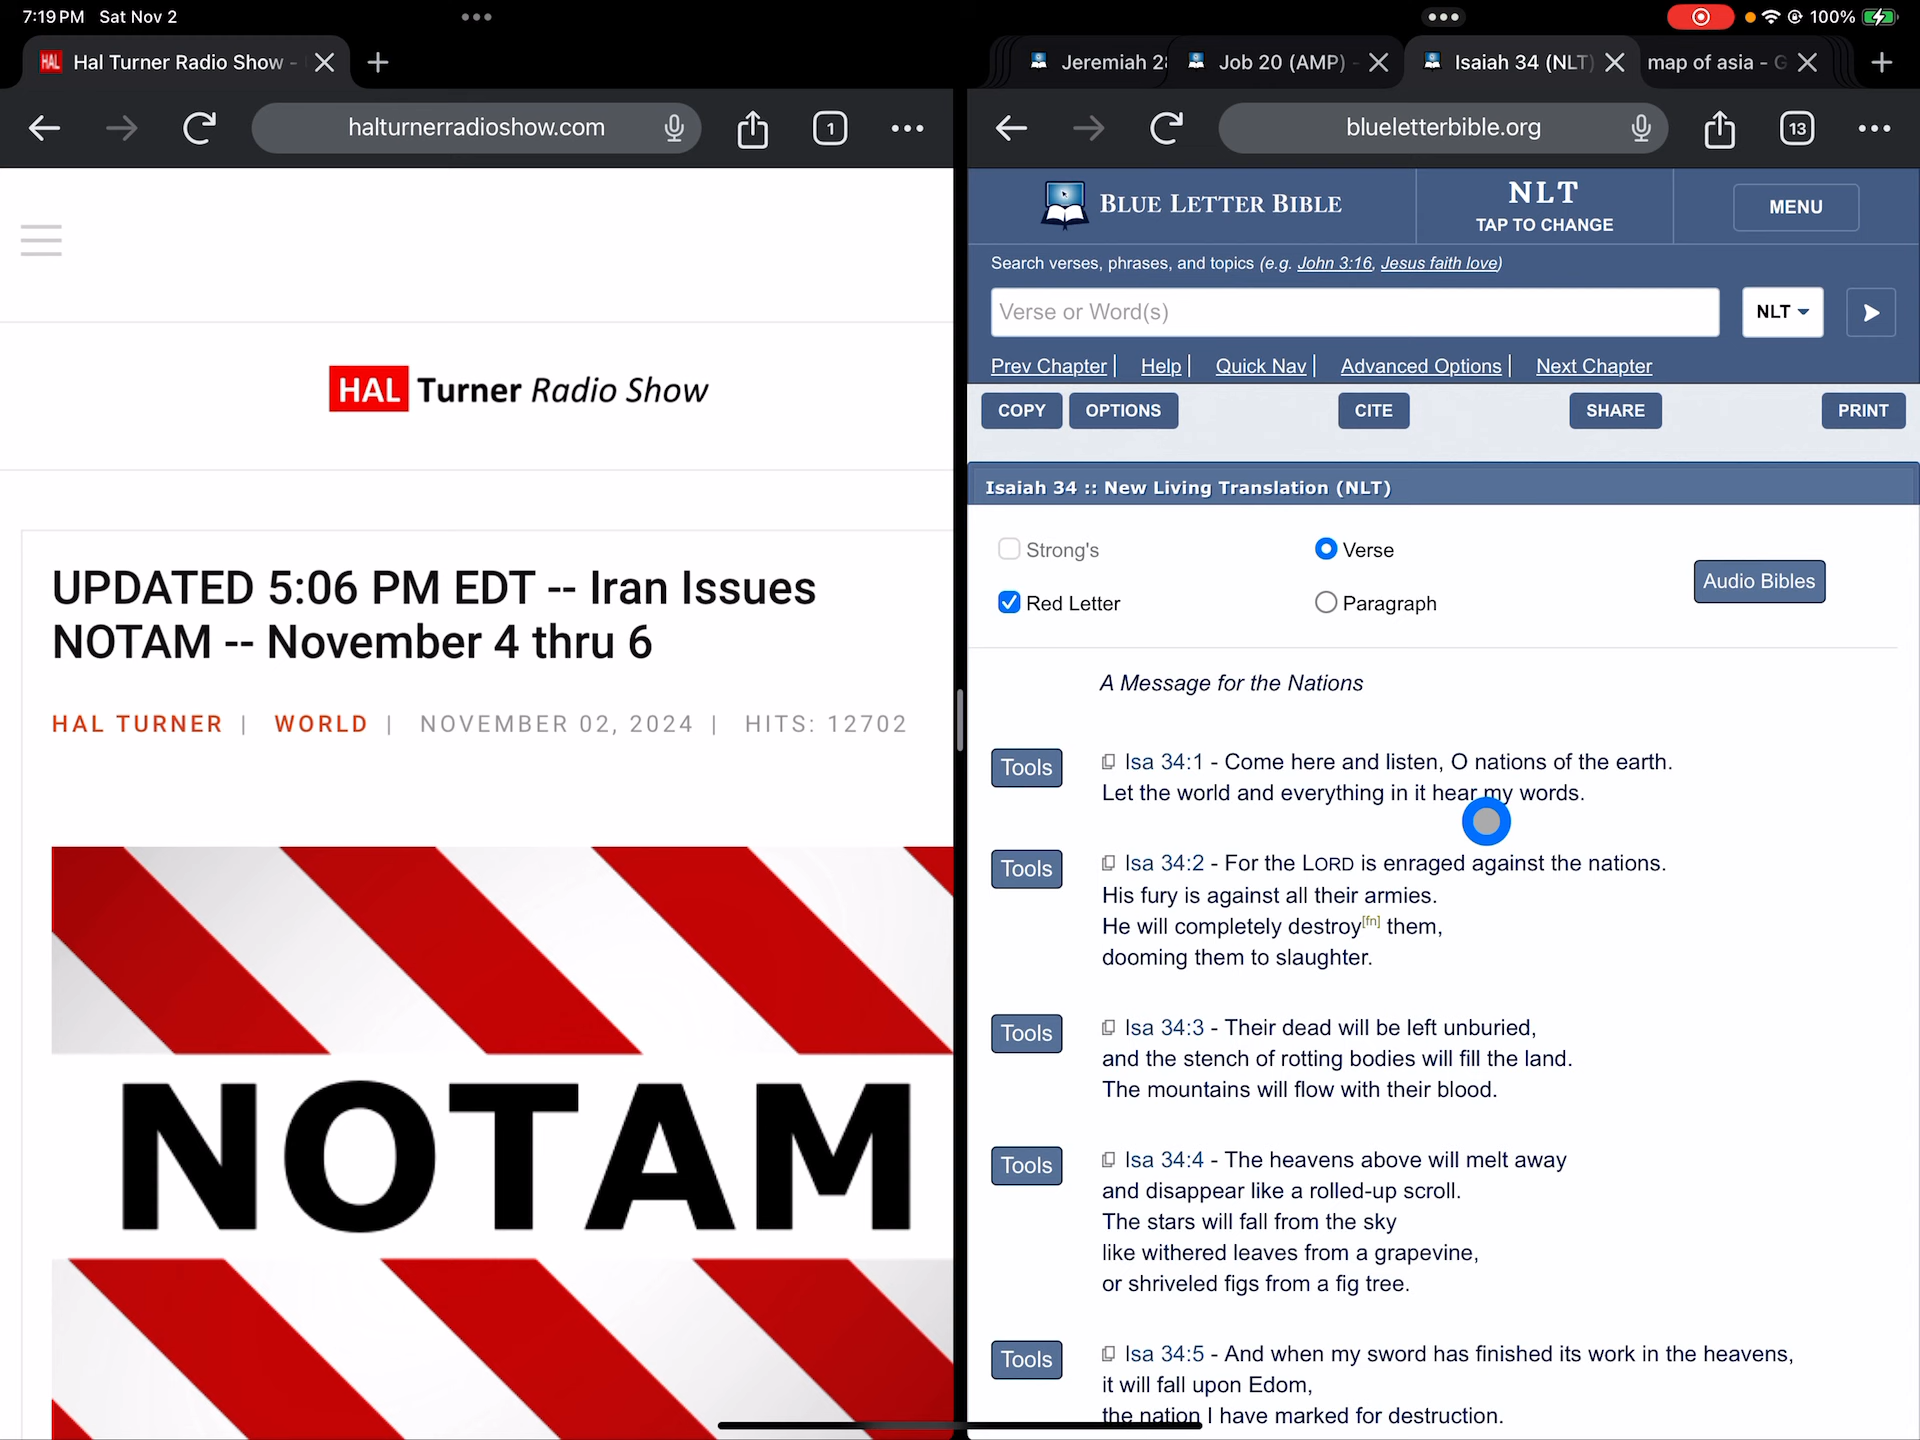 7:19 PM Sat Nov 2
100%
HAL Hal Turner Radio Show -
halturnerradioshow.com
1
HAL Turner Radio Show
UPDATED 5:06 PM EDT -- Iran Issues
NOTAM -- November 4 thru 6
HAL TURNER | WORLD | NOVEMBER 02, 2024 | HITS: 12702
NOTAM
Jeremiah 2
Job 20 (AMP) -
Isaiah 34 (NLT)
map of asia - G
blueletterbible.org
13
BLUE LETTER BIBLE
NLT
TAP TO CHANGE
MENU
Search verses, phrases, and topics (e.g. John 3:16, Jesus faith love)
Verse or Word(s)
NLT
Prev Chapter | Help | Quick Nav | Advanced Options | Next Chapter
COPY OPTIONS CITE SHARE PRINT
Isaiah 34 :: New Living Translation (NLT)
Strong's Verse
Audio Bibles
Red Letter Paragraph
A Message for the Nations
Tools Isa 34:1 - Come here and listen, O nations of the earth.
Let the world and everything in it hear my words.
Tools Isa 34:2 - For the LORD is enraged against the nations.
His fury is against all their armies.
He will completely destroy[fn] them,
dooming them to slaughter.
Tools Isa 34:3 - Their dead will be left unburied,
and the stench of rotting bodies will fill the land.
The mountains will flow with their blood.
Tools Isa 34:4 - The heavens above will melt away
and disappear like a rolled-up scroll.
The stars will fall from the sky
like withered leaves from a grapevine,
or shriveled figs from a fig tree.
Tools Isa 34:5 - And when my sword has finished its work in the heavens,
it will fall upon Edom,
the nation I have marked for destruction.